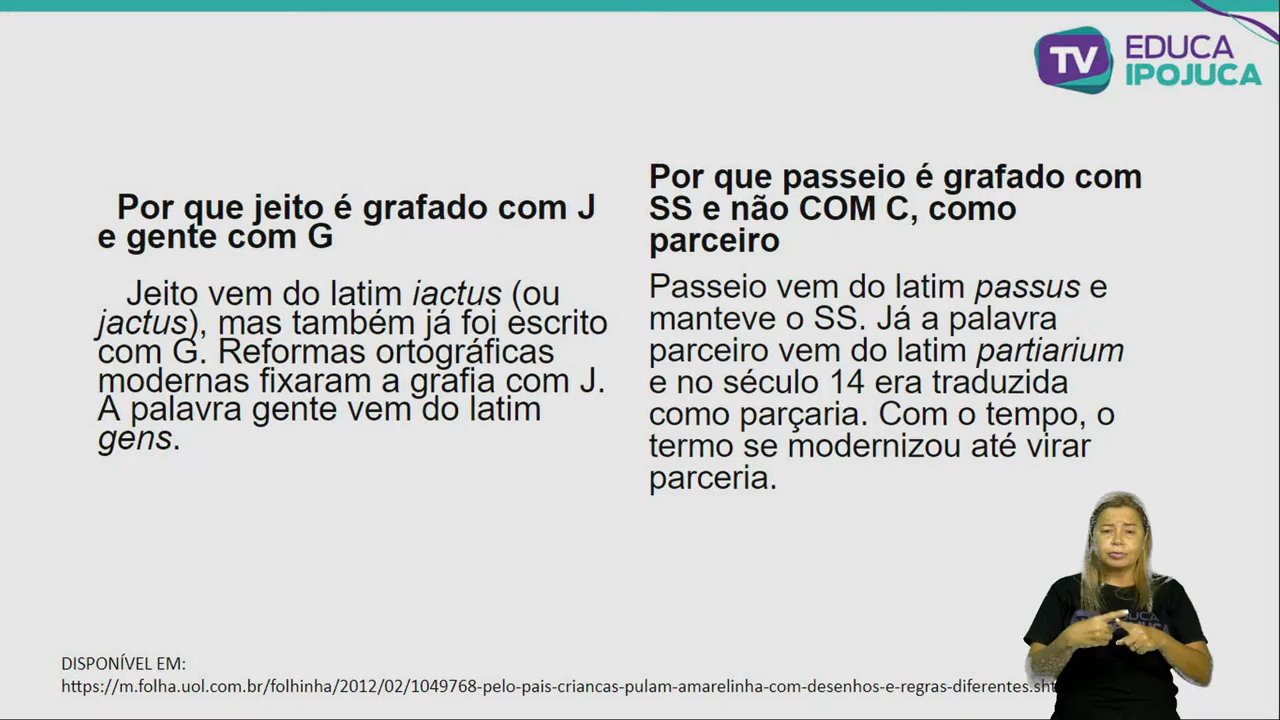 TV EDUCA
IPOJUCA
Por que jeito é grafado com J
e gente com G
Jeito vem do latim iactus (ou
jactus), mas também já foi escrito
com G. Reformas ortográficas
modernas fixaram a grafia com J.
A palavra gente vem do latim
gens.
Por que passeio é grafado com
SS e não COM C, como
parceiro
Passeio vem do latim passus e
manteve o SS. Já a palavra
parceiro vem do latim partiarium
e no século 14 era traduzida
como parçaria. Com o tempo, o
termo se modernizou até virar
parceria.
DISPONÍVEL EM:
https://m.folha.uol.com.br/folhinha/2012/02/1049768-pelo-pais-criancas-pulam-amarelinha-com-desenhos-e-regras-diferentes.sht